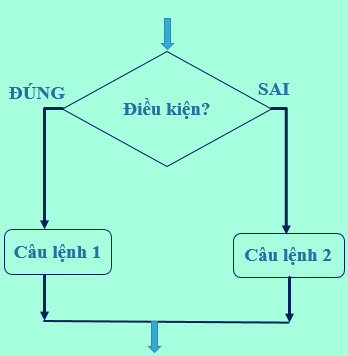 ĐÚNG
SAI
Điều kiện?
Câu lệnh 1
Câu lệnh 2